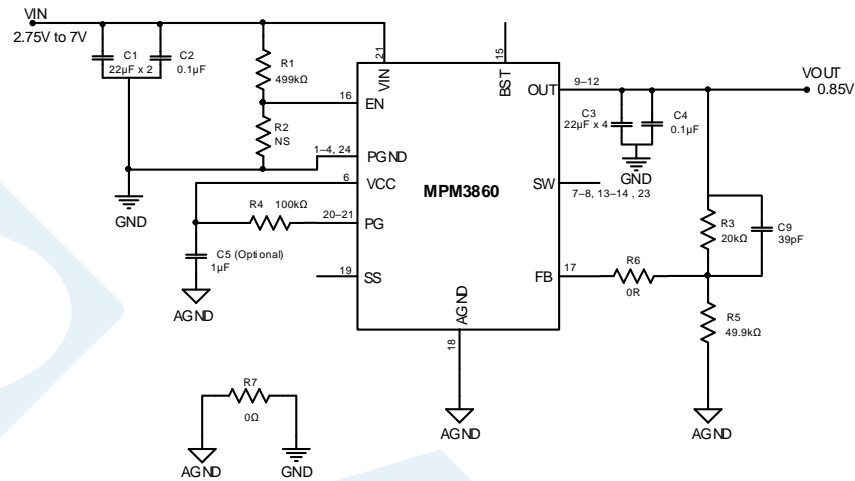 VIN
2.75V to 7V
C1
22µF x 2
C2
0.1µF
R1
499kΩ
R2
NS
GND
21
VIN
15
BST
16
EN
1–4, 24
PGND
6
VCC
R4 100kΩ
20–21
PG
C5 (Optional)
1µF
AGND
19
SS
MPM3860
9–12
OUT
C3
22µF x 4
C4
0.1µF
GND
VOUT
0.85V
SW
7–8, 13–14 , 23
R3
20kΩ
C9
39pF
17
FB
R6
0R
R5
49.9kΩ
AGND
AGND
18
AGND
R7
0Ω
AGND
GND